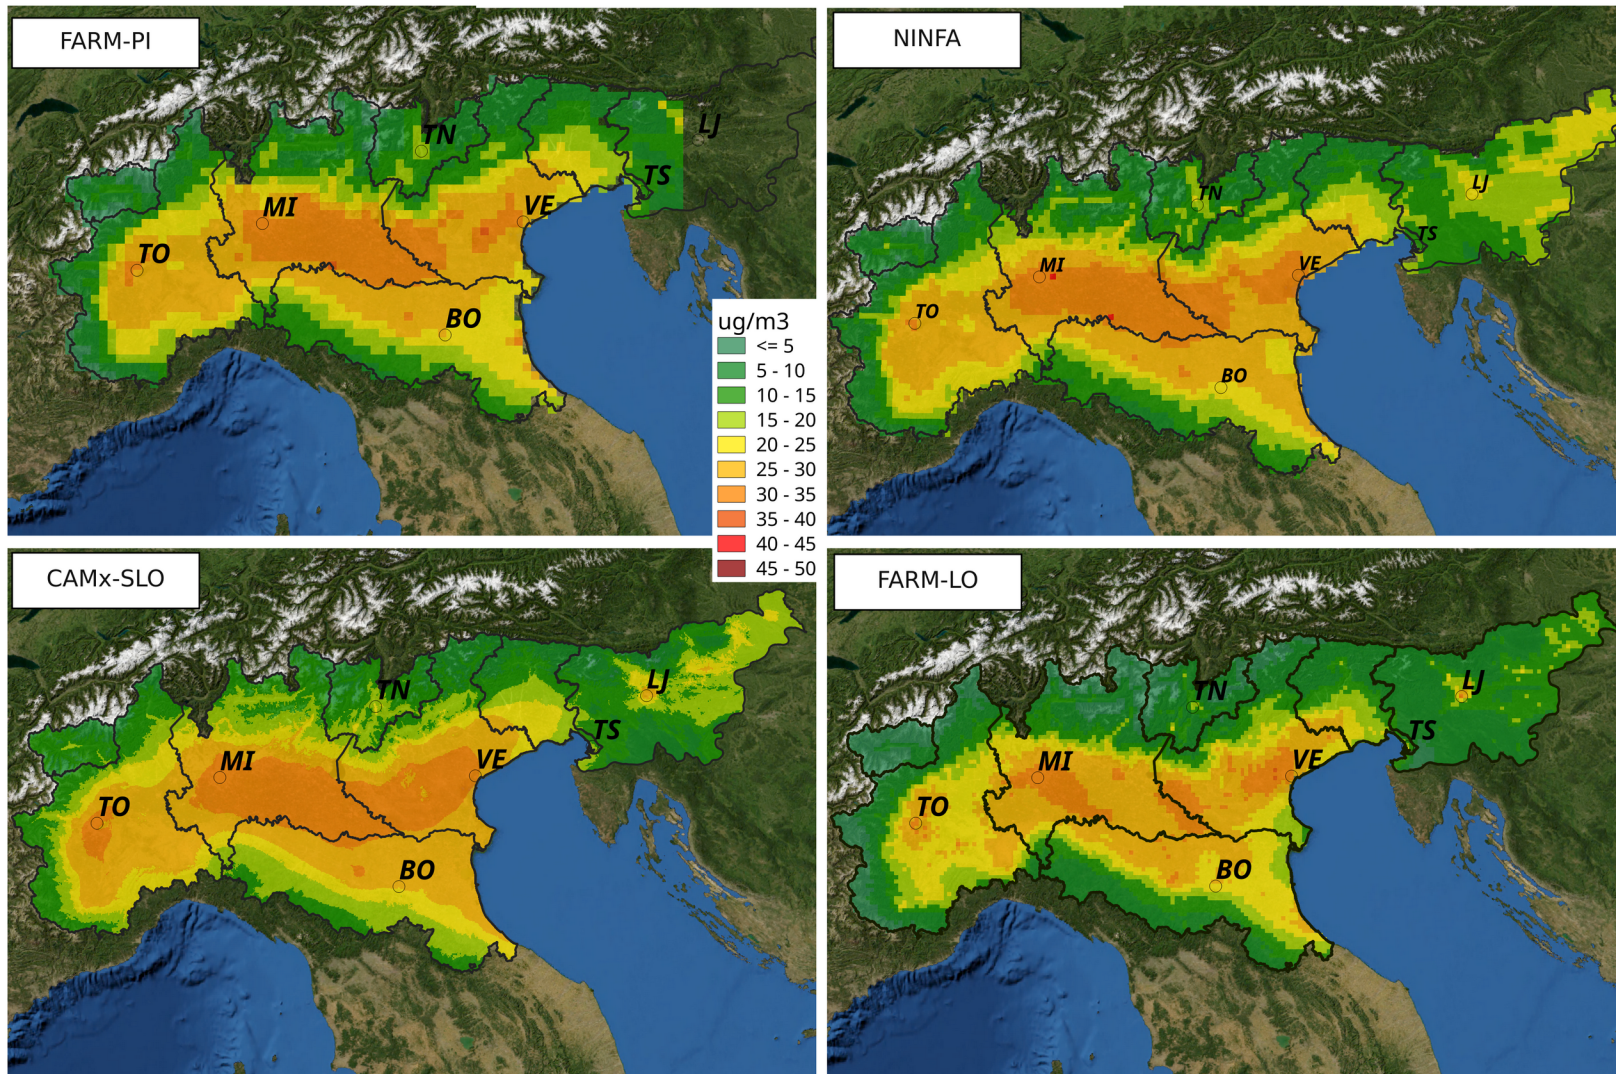 FARM-PI
TN
LJ
TS
MI
VE
TO
BO
NINFA
LJ
TN
TS
MI
VE
TO
BO
ug/m3
<= 5
5 - 10
10 - 15
15 - 20
20 - 25
25 - 30
30 - 35
35 - 40
40 - 45
45 - 50
CAMx-SLO
LJ
TN
TS
MI
VE
TO
BO
FARM-LO
LJ
TN
TS
MI
VE
TO
BO